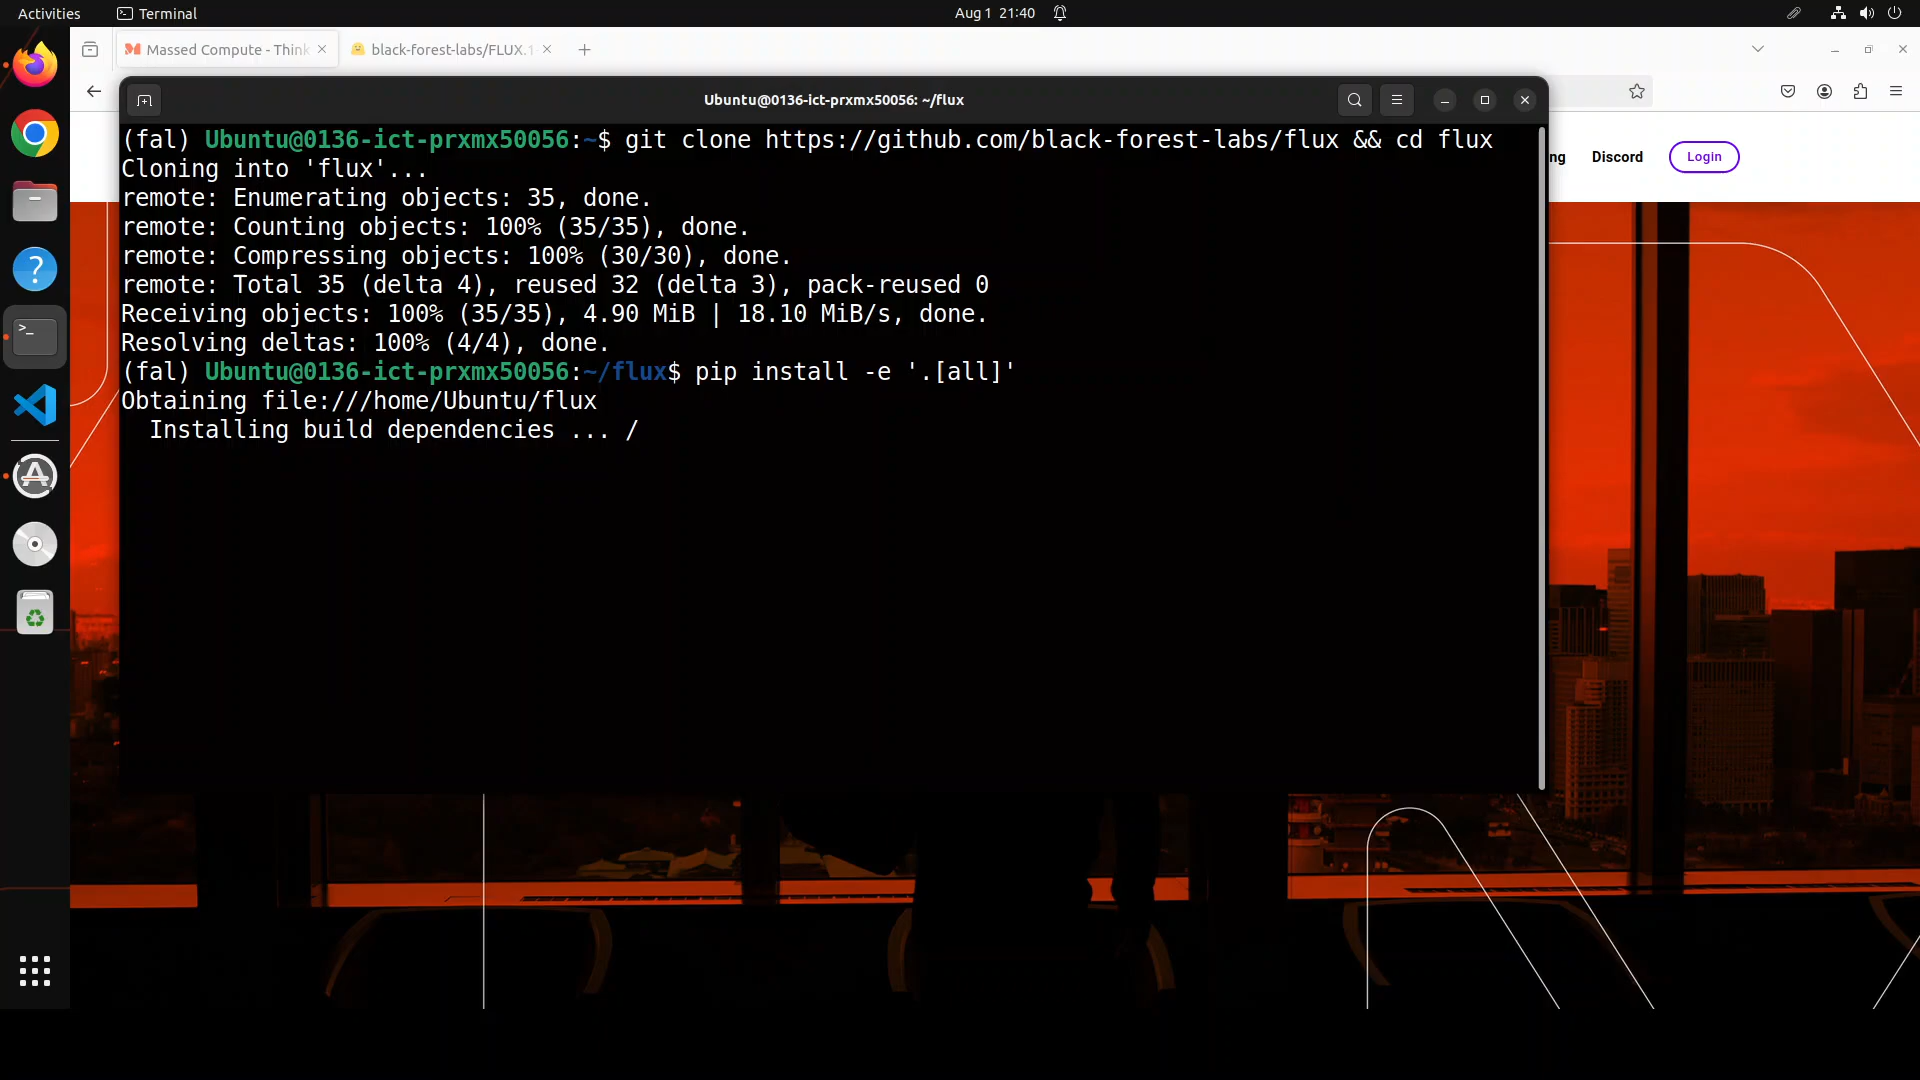 Activities
Terminal
Aug 1 21:40
Massed Compute - Think
black-forest-labs/FLUX.1
Ubuntu@0136-ict-prxmx50056: ~/flux
(fal) Ubuntu@0136-ict-prxmx50056:~$ git clone https://github.com/black-forest-labs/flux && cd flux
Cloning into 'flux'...
remote: Enumerating objects: 35, done.
remote: Counting objects: 100% (35/35), done.
remote: Compressing objects: 100% (30/30), done.
remote: Total 35 (delta 4), reused 32 (delta 3), pack-reused 0
Receiving objects: 100% (35/35), 4.90 MiB | 18.10 MiB/s, done.
Resolving deltas: 100% (4/4), done.
(fal) Ubuntu@0136-ict-prxmx50056:~/flux$ pip install -e '.[all]'
Obtaining file:///home/Ubuntu/flux
Installing build dependencies ... /
ng
Discord
Login